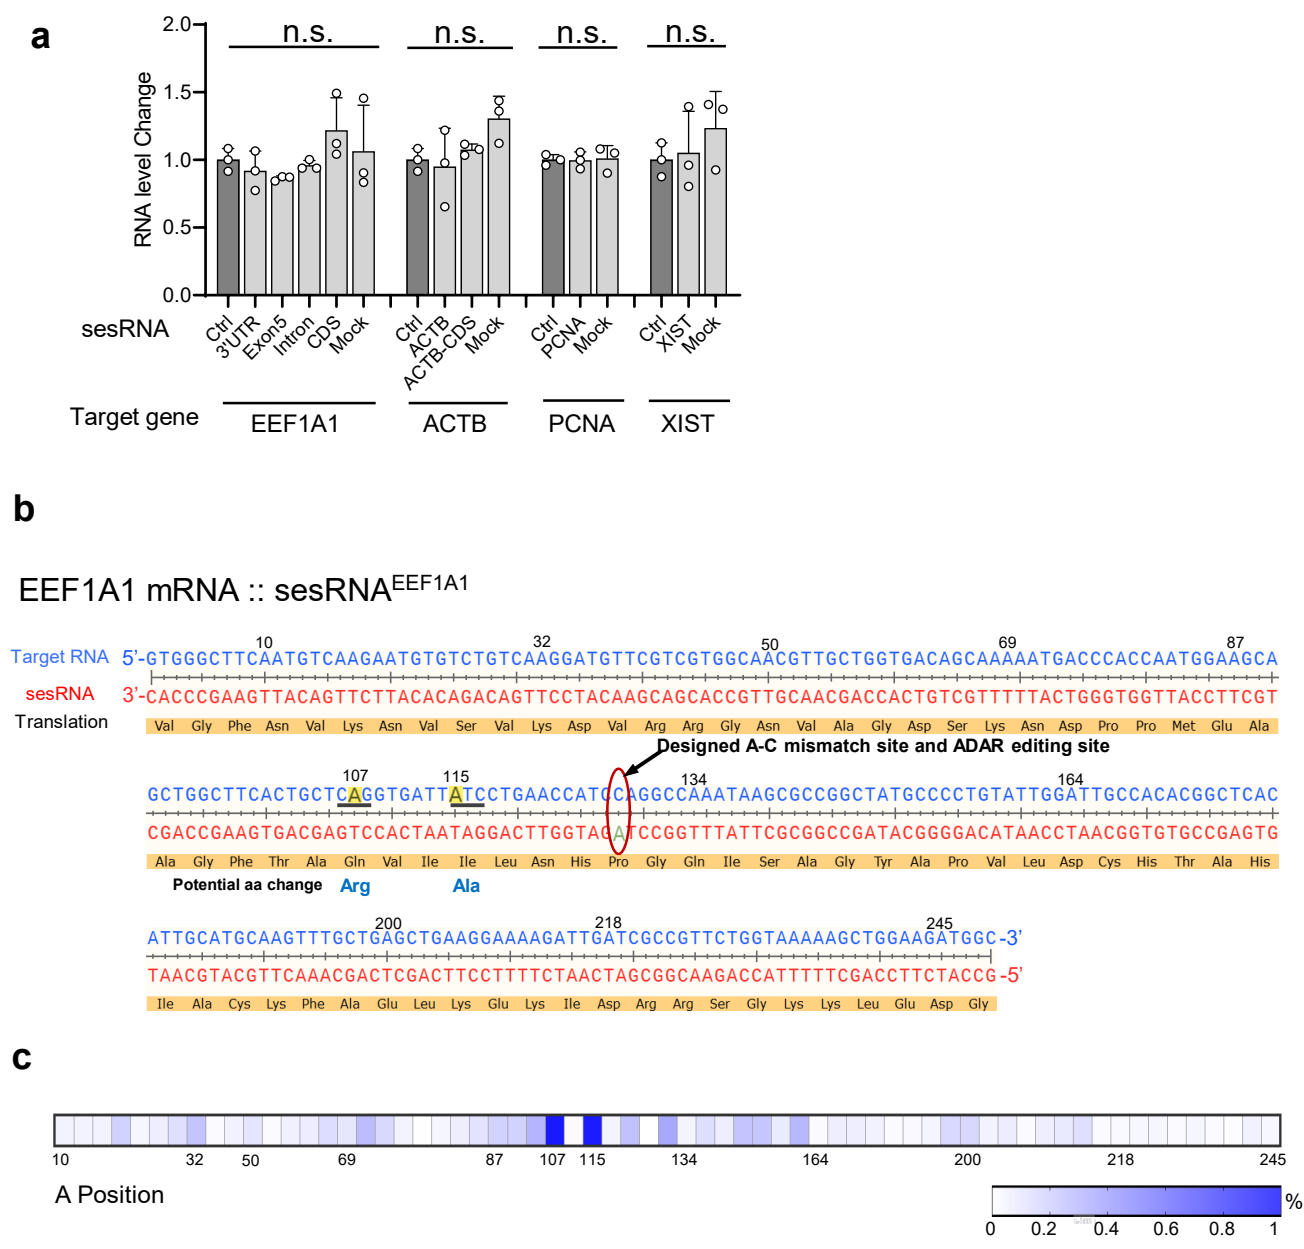 a
n.s. n.s. n.s. n.s.
2.0
1.5
1.0
0.5
0.0
RNA level Change
sesRNA
Ctrl 3'UTR Exon5 Intron CDS Mock Ctrl ACTB ACTB-CDS Mock Ctrl PCNA Mock Ctrl XIST Mock
Target gene EEF1A1 ACTB PCNA XIST
b
EEF1A1 mRNA :: sesRNAEEF1A1
10 32 50 69 87
Target RNA 5'-GTGGGCTTCAATGTCAAGAATGTGTCTGTCAAGGATGTTCGTCGTGGCAACGTTGCTGGTGACAGCAAAAATGACCCACCAATGGAAGCA
sesRNA 3'-CACCCGAAGTTACAGTTCTTACACAGACAGTTCCTACAAGCAGCACCGTTGCAACGACCACTGTCGTTTTTACTGGGTGGTTACCTTCGT
Translation Val Gly Phe Asn Val Lys Asn Val Ser Val Lys Asp Val Arg Arg Gly Asn Val Ala Gly Asp Ser Lys Asn Asp Pro Pro Met Glu Ala
Designed A-C mismatch site and ADAR editing site
107 115 134 164
GCTGGCTTCACTGCTCAGGTGATTATCCTGAACCATCCAGGCCAAATAAGCGCCGGCTATGCCCCTGTATTGGATTGCCACACGGCTCAC
CGACCGAAGTGACGAGTCCACTAATAGGACTTGGTAGATCCGGTTTATTCGCGGCCGATACGGGGACATAACCTAACGGTGTGCCGAGTG
Ala Gly Phe Thr Ala Gln Val Ile Ile Leu Asn His Pro Gly Gln Ile Ser Ala Gly Tyr Ala Pro Val Leu Asp Cys His Thr Ala His
Potential aa change Arg Ala
200 218 245
ATTGCATGCAAGTTTGCTGAGCTGAAGGAAAAGATTGATCGCCGTTCTGGTAAAAAGCTGGAAGATGGC-3'
TAACGTACGTTCAAACGACTCGACTTCCTTTTCTAACTAGCGGCAAGACCATTTTTCGACCTTCTACCG-5'
Ile Ala Cys Lys Phe Ala Glu Leu Lys Glu Lys Ile Asp Arg Arg Ser Gly Lys Lys Leu Glu Asp Gly
c
10 32 50 69 87 107 115 134 164 200 218 245
A Position
%
0 0.2 0.4 0.6 0.8 1